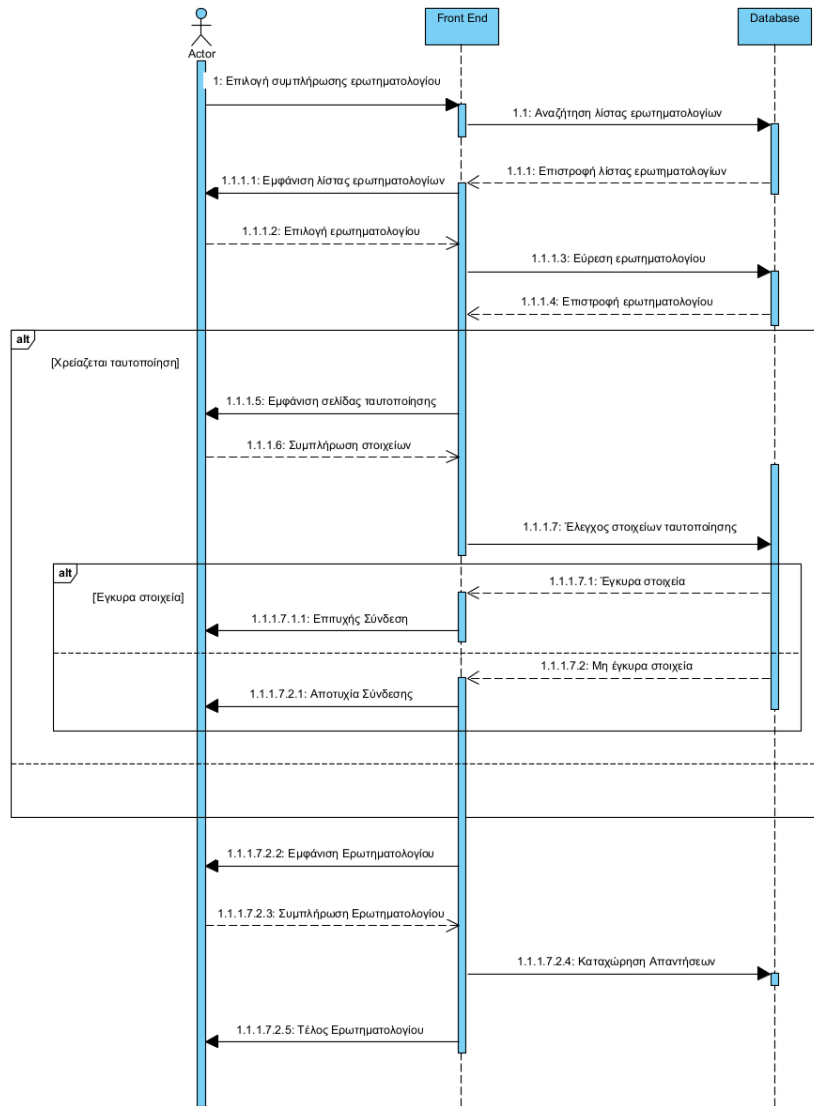 Front End
Database
Actor
1: Επιλογή συμπλήρωσης ερωτηματολογίου
1.1: Αναζήτηση λίστας ερωτηματολογίων
1.1.1: Επιστροφή λίστας ερωτηματολογίων
1.1.1.1: Εμφάνιση λίστας ερωτηματολογίων
1.1.1.2: Επιλογή ερωτηματολογίου
1.1.1.3: Εύρεση ερωτηματολογίου
1.1.1.4: Επιστροφή ερωτηματολογίου
alt
[Χρείαζεται ταυτοποίηση]
1.1.1.5: Εμφάνιση σελίδας ταυτοποίησης
1.1.1.6: Συμπλήρωση στοιχείων
1.1.1.7: Έλεγχος στοιχείων ταυτοποίησης
alt
1.1.1.7.1: Έγκυρα στοιχεία
[Έγκυρα στοιχεία]
1.1.1.7.1.1: Επιτυχής Σύνδεση
1.1.1.7.2: Μη έγκυρα στοιχεία
1.1.1.7.2.1: Αποτυχία Σύνδεσης
1.1.1.7.2.2: Εμφάνιση Ερωτηματολογίου
1.1.1.7.2.3: Συμπλήρωση Ερωτηματολογίου
1.1.1.7.2.4: Καταχώρηση Απαντήσεων
1.1.1.7.2.5: Τέλος Ερωτηματολογίου